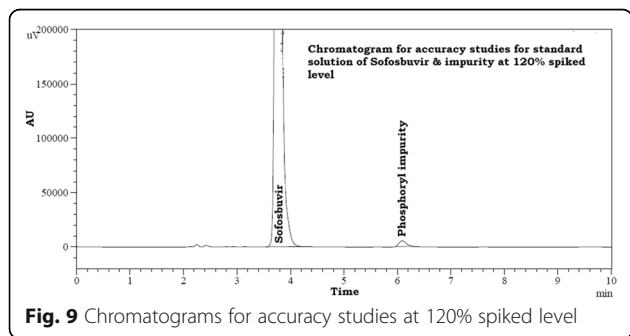 uV
200000
150000
100000
50000
0
AU
Chromatogram for accuracy studies for standard
solution of Sofosbuvir & impurity at 120% spiked
level
Sofosbuvir
Phosphoryl impurity
0 1 2 3 4 5 6 7 8 9 10
Time
min
Fig. 9 Chromatograms for accuracy studies at 120% spiked level